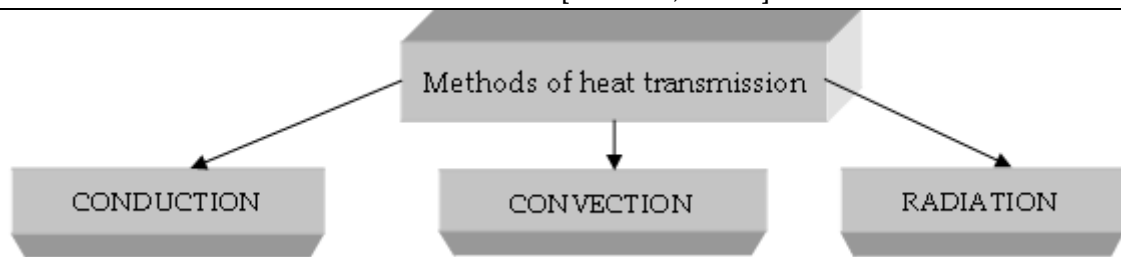 Methods of heat transmission
CONDUCTION
CONVECTION
RADIATION